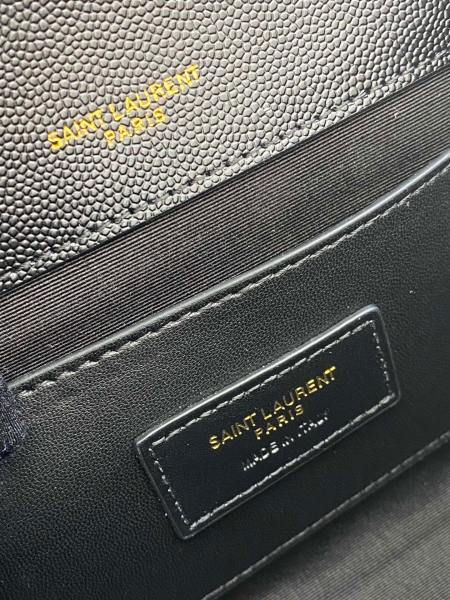 SAINT LAURENT
PARIS
SAINT LAURENT
PARIS
MADE IN ITALY